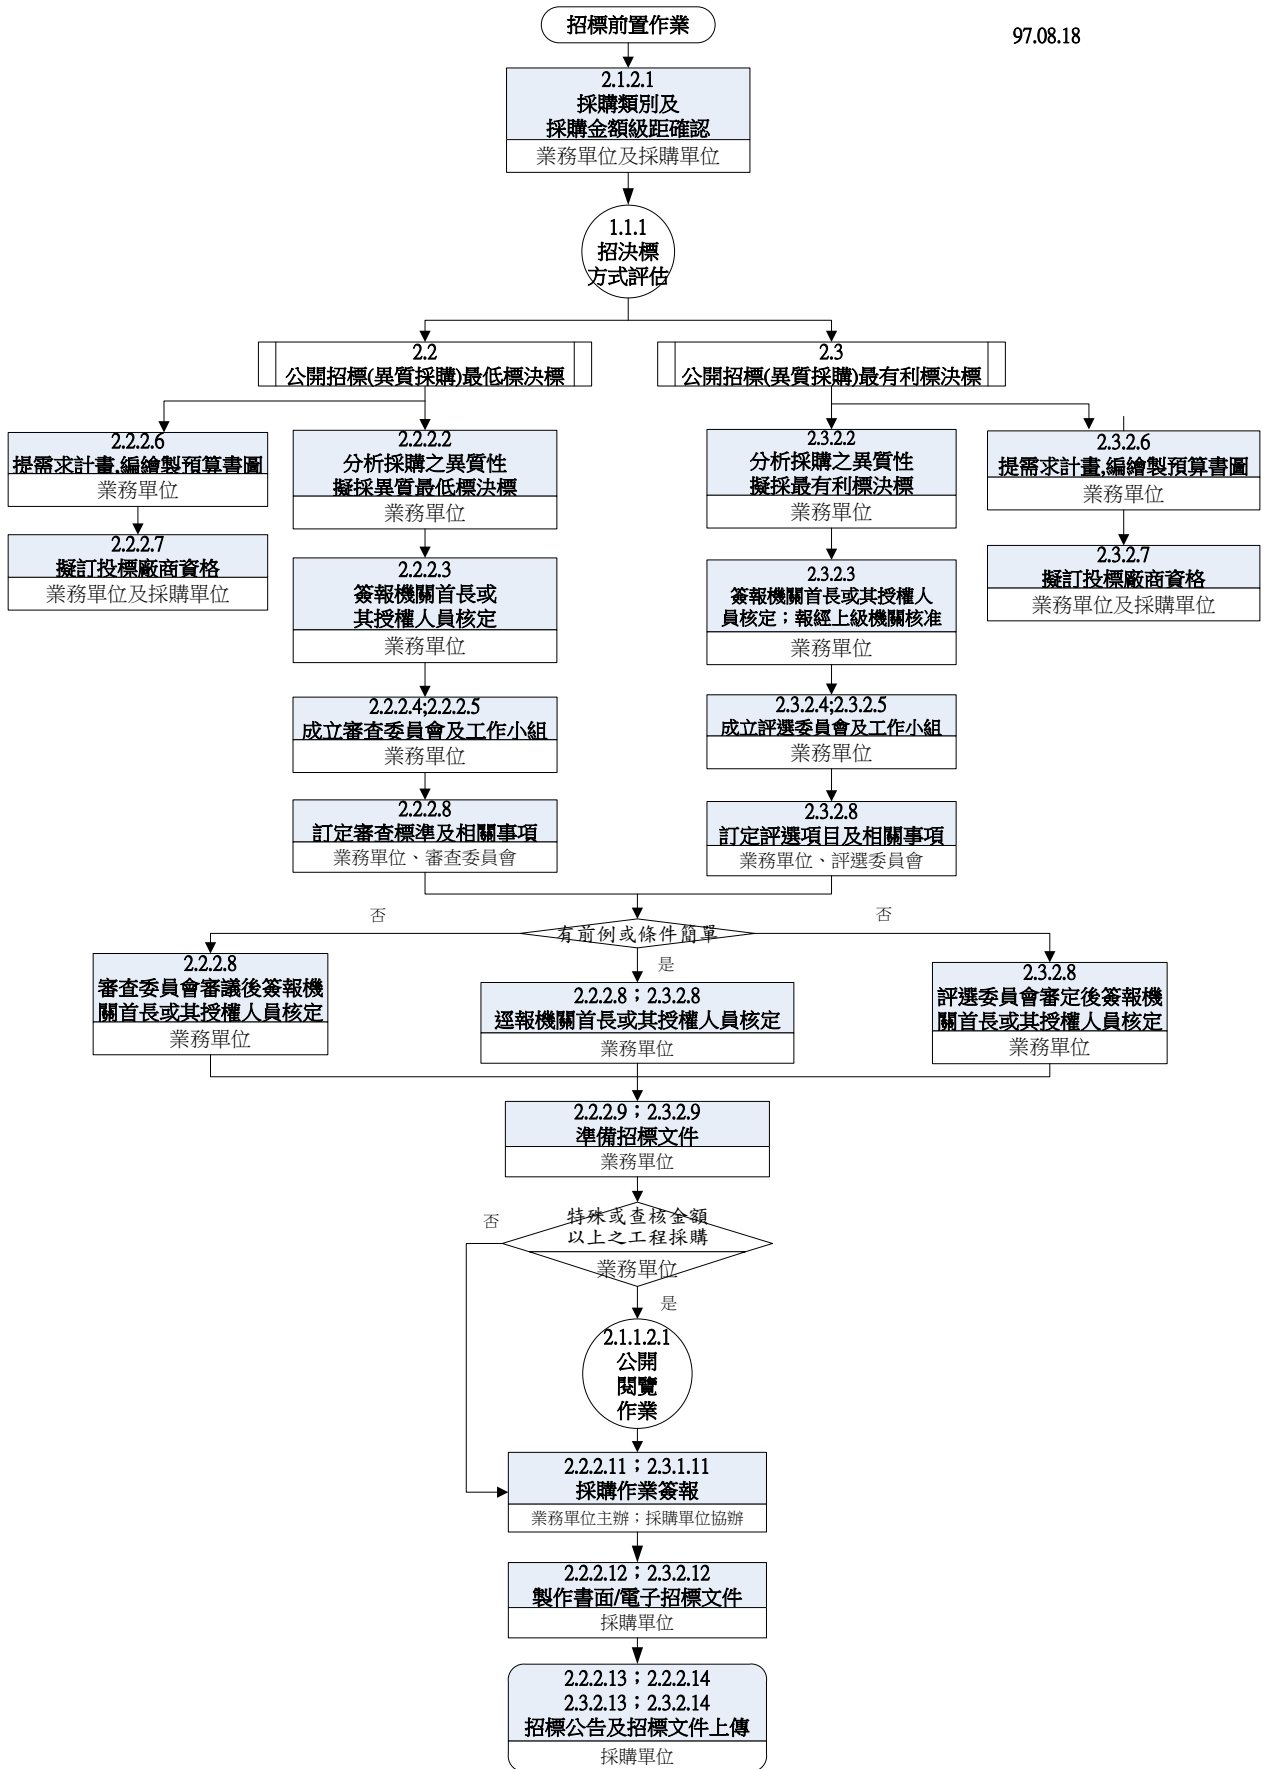 招標前置作業
97.08.18
2.1.2.1
採購類別及
採購金額級距確認
業務單位及採購單位
1.1.1
招決標
方式評估
2.2
公開招標(異質採購)最低標決標
2.3
公開招標(異質採購)最有利標決標
2.2.2.6
提需求計畫,編繪製預算書圖
業務單位
2.2.2.7
擬訂投標廠商資格
業務單位及採購單位
2.2.2.2
分析採購之異質性
擬採異質最低標決標
業務單位
2.2.2.3
簽報機關首長或
其授權人員核定
業務單位
2.2.2.4;2.2.2.5
成立審查委員會及工作小組
業務單位
2.2.2.8
訂定審查標準及相關事項
業務單位、審查委員會
2.3.2.2
分析採購之異質性
擬採最有利標決標
業務單位
2.3.2.3
簽報機關首長或其授權人
員核定；報經上級機關核准
業務單位
2.3.2.4;2.3.2.5
成立評選委員會及工作小組
業務單位
2.3.2.8
訂定評選項目及相關事項
業務單位、評選委員會
2.3.2.6
提需求計畫,編繪製預算書圖
業務單位
2.3.2.7
擬訂投標廠商資格
業務單位及採購單位
否
有前例或條件簡單
否
是
2.2.2.8
審查委員會審議後簽報機
關首長或其授權人員核定
業務單位
2.2.2.8；2.3.2.8
逕報機關首長或其授權人員核定
業務單位
2.3.2.8
評選委員會審定後簽報機
關首長或其授權人員核定
業務單位
2.2.2.9；2.3.2.9
準備招標文件
業務單位
否
特殊或查核金額
以上之工程採購
業務單位
是
2.1.1.2.1
公開
閱覽
作業
2.2.2.11；2.3.1.11
採購作業簽報
業務單位主辦；採購單位協辦
2.2.2.12；2.3.2.12
製作書面/電子招標文件
採購單位
2.2.2.13；2.2.2.14
2.3.2.13；2.3.2.14
招標公告及招標文件上傳
採購單位